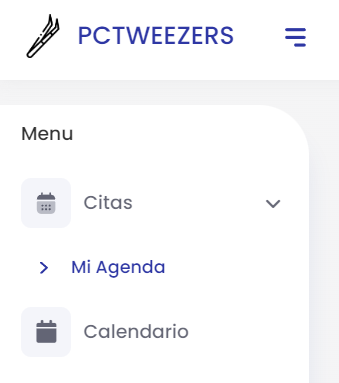 PCTWEEZERS
Menu
Citas
Mi Agenda
Calendario